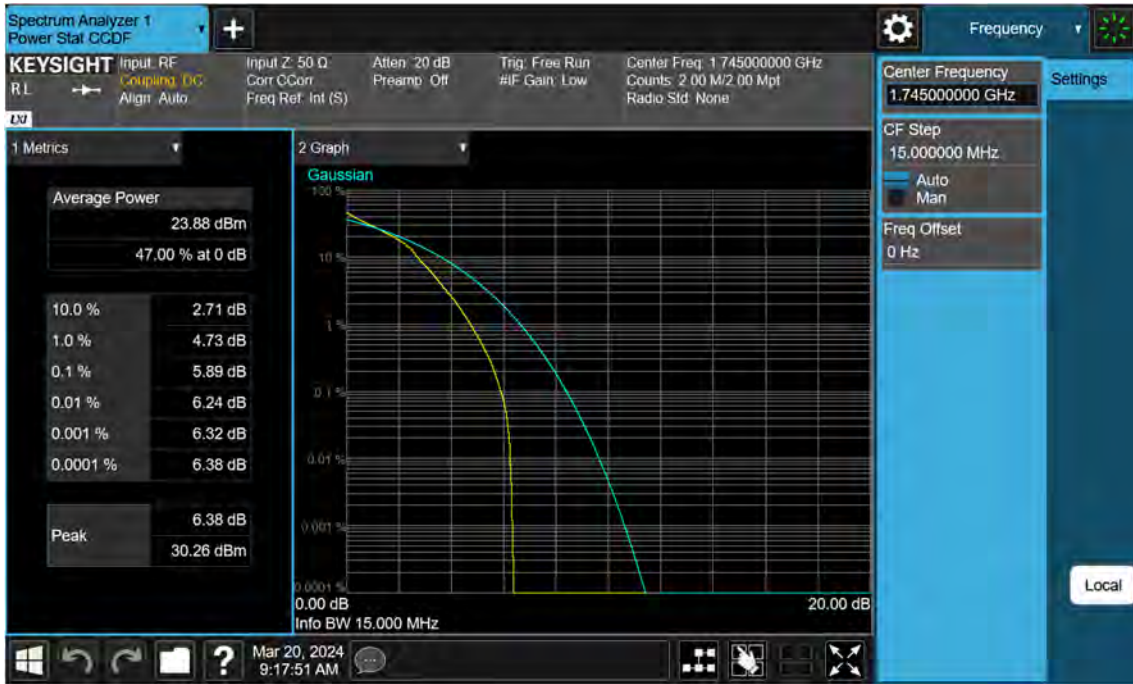 Spectrum Analyzer 1
Power Stat CCDF
+
Frequency
KEYSIGHT
R L
LXI
Input: RF
Coupling: DC
Align: Auto
Input Z: 50 Ω
Corr CCorr
Freq Ref: Int (S)
Atten: 20 dB
Preamp: Off
Trig: Free Run
#IF Gain: Low
Center Freq: 1.745000000 GHz
Counts: 2.00 M/2.00 Mpt
Radio Std: None
Center Frequency
1.745000000 GHz
Settings
CF Step
15.000000 MHz
Auto
Man
Freq Offset
0 Hz
Local
1 Metrics
Average Power
23.88 dBm
47.00 % at 0 dB
10.0 % 2.71 dB
1.0 % 4.73 dB
0.1 % 5.89 dB
0.01 % 6.24 dB
0.001 % 6.32 dB
0.0001 % 6.38 dB
Peak
6.38 dB
30.26 dBm
2 Graph
Gaussian
100 %
10 %
1 %
0.1 %
0.01 %
0.001 %
0.0001 %
0.00 dB 20.00 dB
Info BW 15.000 MHz
?
Mar 20, 2024
9:17:51 AM